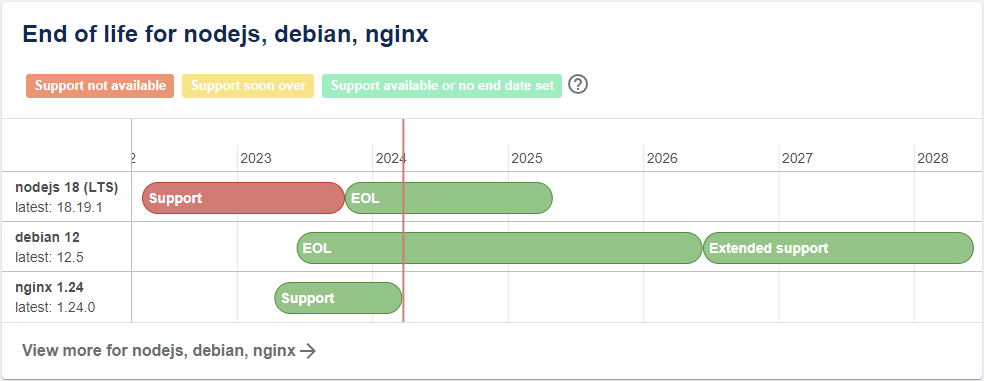 End of life for nodejs, debian, nginx
Support not available Support soon over Support available or no end date set ?
2 2023 2024 2025 2026 2027 2028
nodejs 18 (LTS)
latest: 18.19.1
Support EOL
debian 12
latest: 12.5
EOL Extended support
nginx 1.24
latest: 1.24.0
Support
View more for nodejs, debian, nginx →